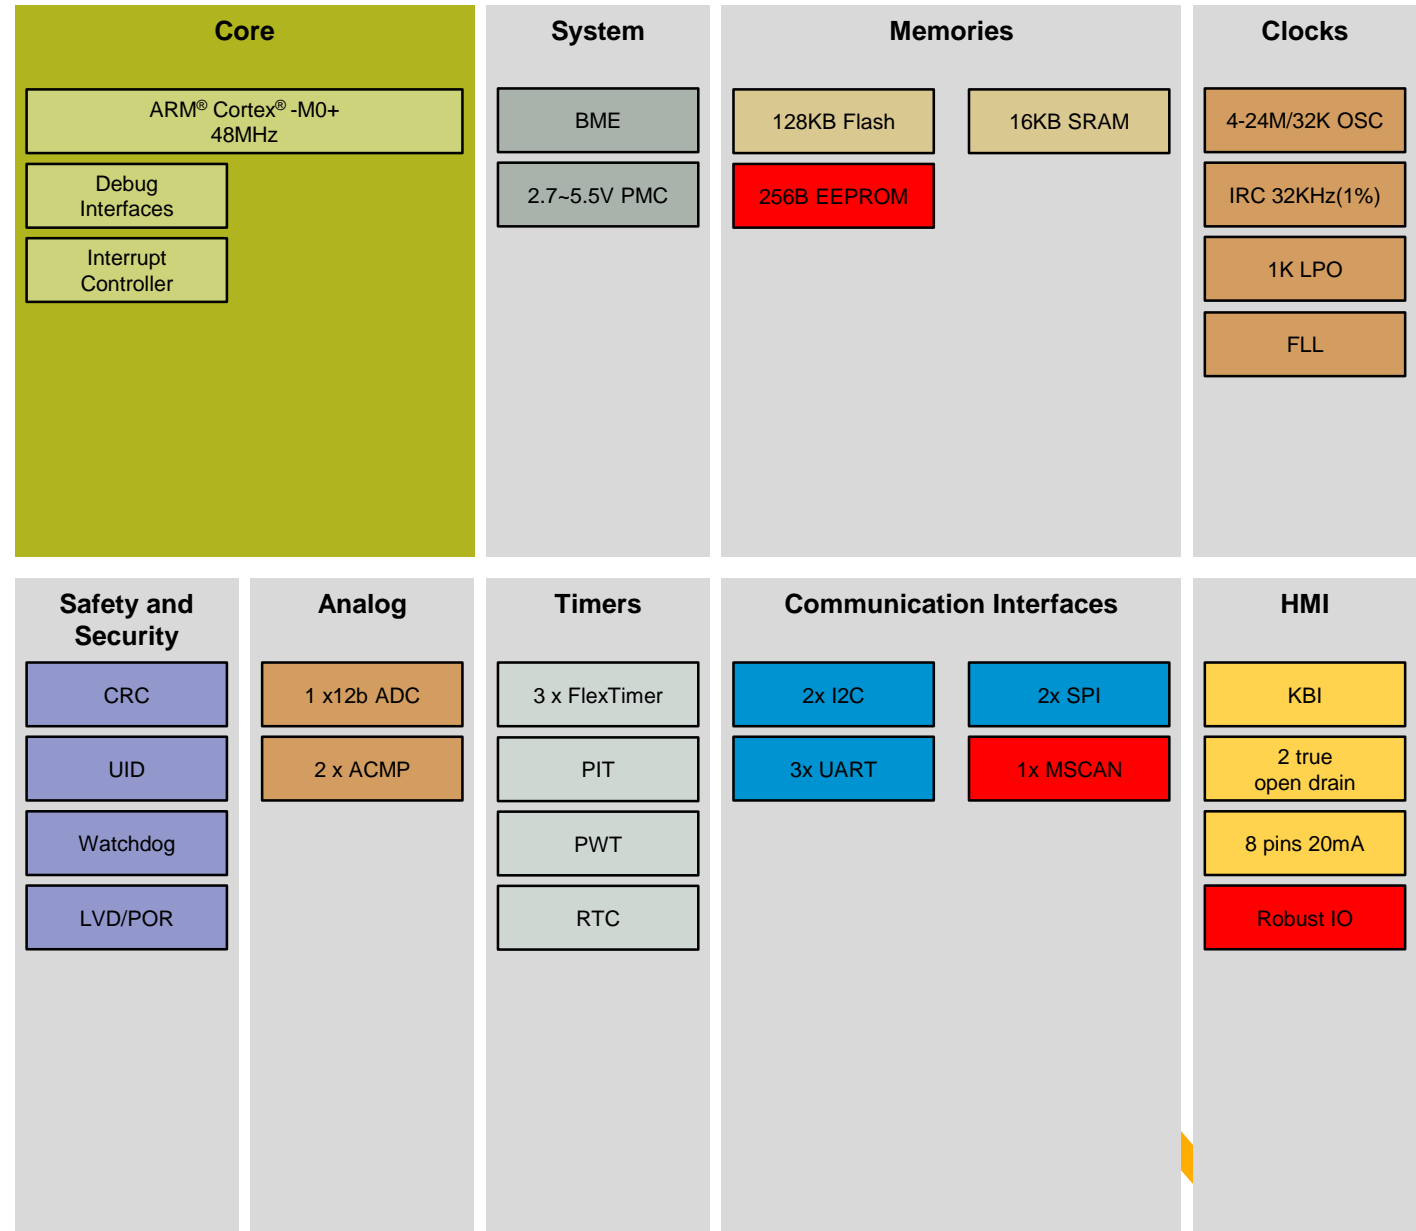 Core
ARM® Cortex® -M0+
48MHz
Debug
Interfaces
Interrupt
Controller
System
BME
2.7~5.5V PMC
Memories
128KB Flash
16KB SRAM
256B EEPROM
Clocks
4-24M/32K OSC
IRC 32KHz(1%)
1K LPO
FLL
Safety and
Security
CRC
UID
Watchdog
LVD/POR
Analog
1 x12b ADC
2 x ACMP
Timers
3 x FlexTimer
PIT
PWT
RTC
Communication Interfaces
2x I2C
2x SPI
3x UART
1x MSCAN
HMI
KBI
2 true
open drain
8 pins 20mA
Robust IO